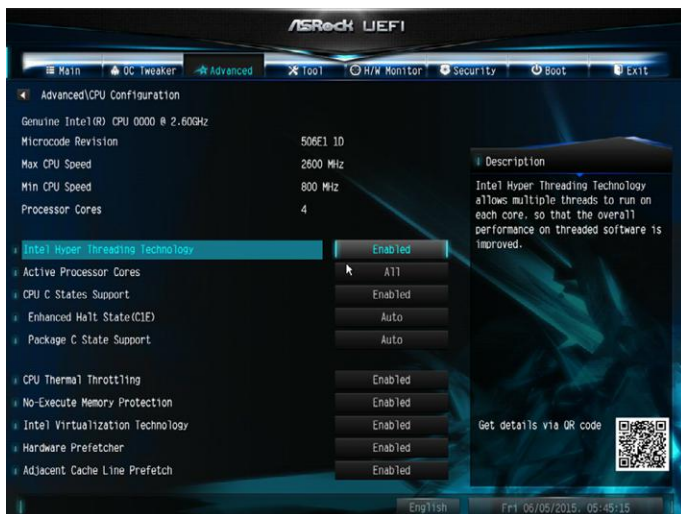 ASRock UEFI
Main OC Tweaker Advanced Tool H/W Monitor Security Boot Exit
Advanced\CPU Configuration
Genuine Intel(R) CPU 0000 @ 2.60GHz
Microcode Revision 506E1 1D
Max CPU Speed 2600 MHz
Min CPU Speed 800 MHz
Processor Cores 4
Intel Hyper Threading Technology Enabled
Active Processor Cores All
CPU C States Support Enabled
Enhanced Halt State(C1E) Auto
Package C State Support Auto
CPU Thermal Throttling Enabled
No-Execute Memory Protection Enabled
Intel Virtualization Technology Enabled
Hardware Prefetcher Enabled
Adjacent Cache Line Prefetch Enabled
Description
Intel Hyper Threading Technology
allows multiple threads to run on
each core, so that the overall
performance on threaded software is
improved.
Get details via QR code
English Fri 06/05/2015. 05:45:15